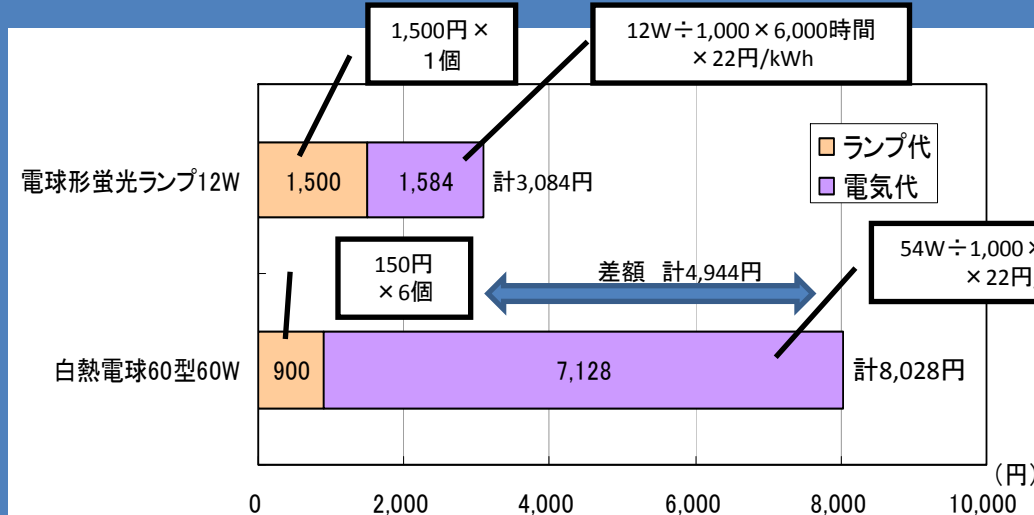 1,500円×
1個
12W÷1,000×6,000時間
×22円/kWh
ランプ代
電気代
電球形蛍光ランプ12W
1,500
1,584
計3,084円
150円
×6個
差額 計4,944円
54W÷1,000×
×22円/
白熱電球60型60W
900
7,128
計8,028円
(円)
0 2,000 4,000 6,000 8,000 10,000